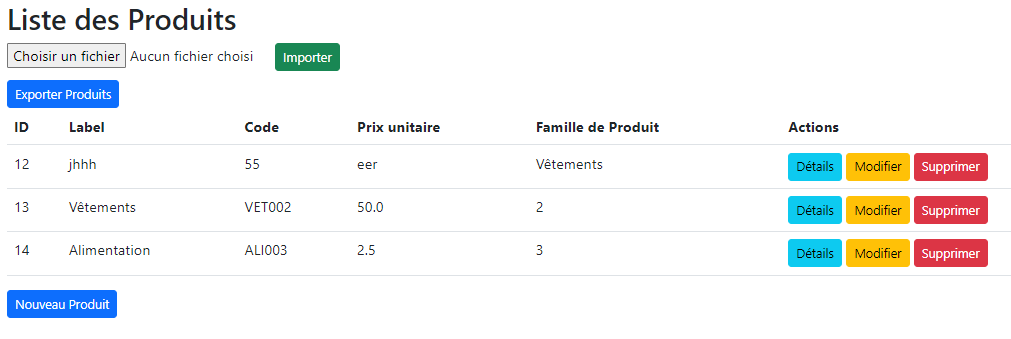 Liste des Produits
Choisir un fichier Aucun fichier choisi Importer
Exporter Produits
ID Label Code Prix unitaire Famille de Produit Actions
12 jhhh 55 eer Vêtements Détails Modifier Supprimer
13 Vêtements VET002 50.0 2 Détails Modifier Supprimer
14 Alimentation ALI003 2.5 3 Détails Modifier Supprimer
Nouveau Produit